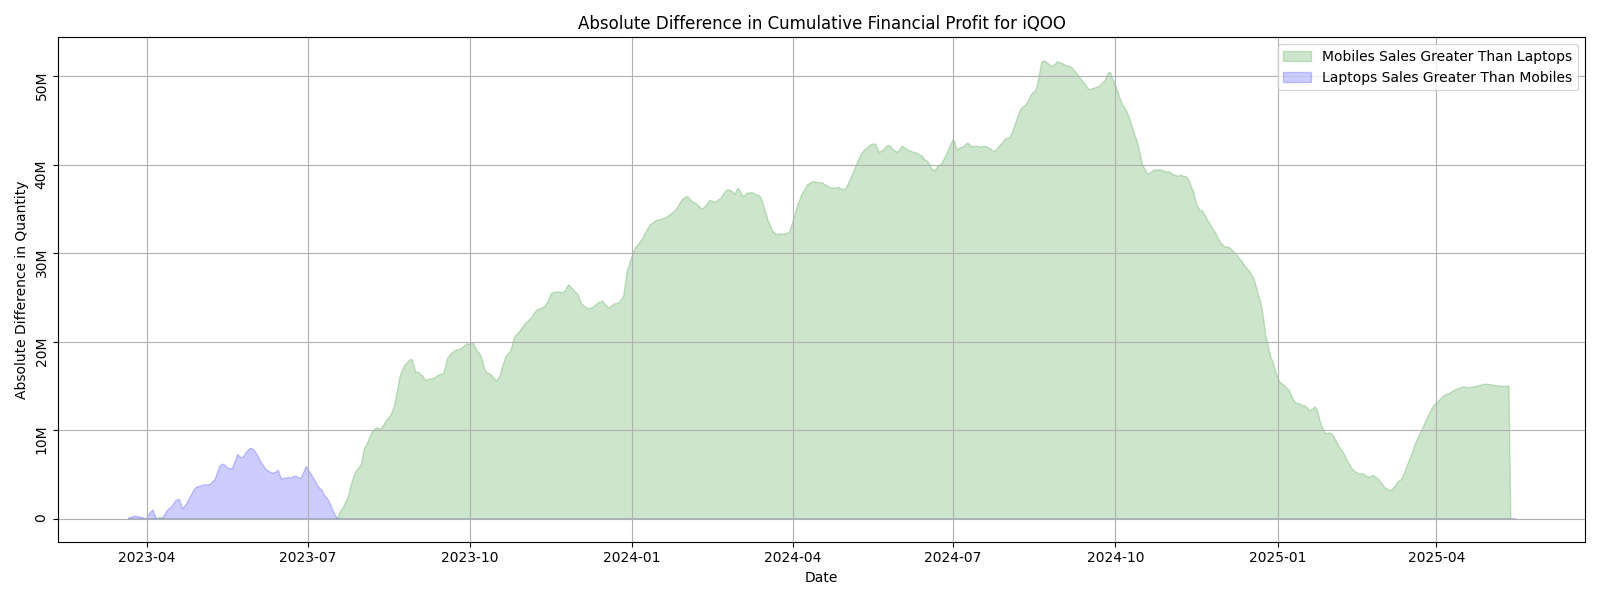 Absolute Difference in Cumulative Financial Profit for iQOO
Mobiles Sales Greater Than Laptops
Laptops Sales Greater Than Mobiles
Absolute Difference in Quantity
50M
40M
30M
20M
10M
0
2023-04 2023-07 2023-10 2024-01 2024-04 2024-07 2024-10 2025-01 2025-04
Date